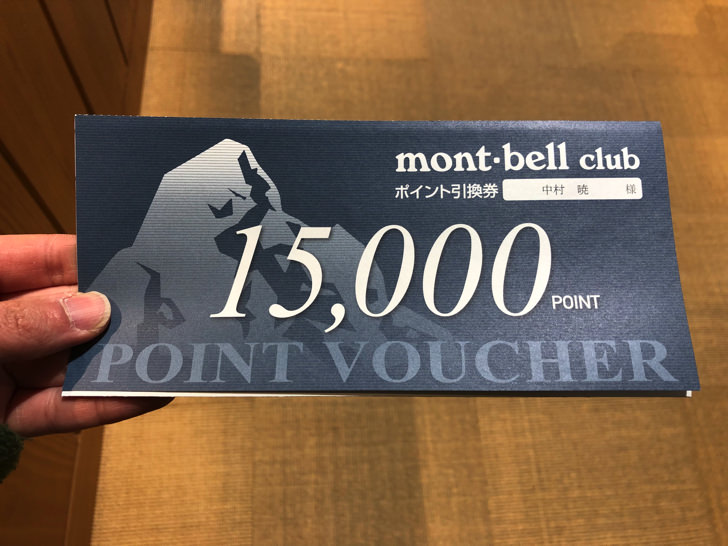 mont・bell club
ポイント引換券 中村 暁 様
15,000 POINT
POINT VOUCHER